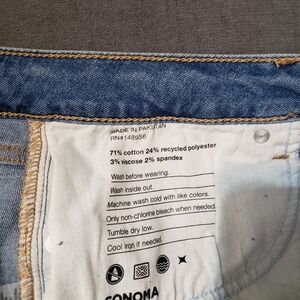 MADE IN PAKISTAN
RN#148956
71% cotton 24% recycled polyester
3% viscose 2% spandex
Wash before wearing.
Wash inside out.
Machine wash cold with like colors.
Only non-chlorine bleach when needed.
Tumble dry low.
Cool iron if needed.
SONOMA